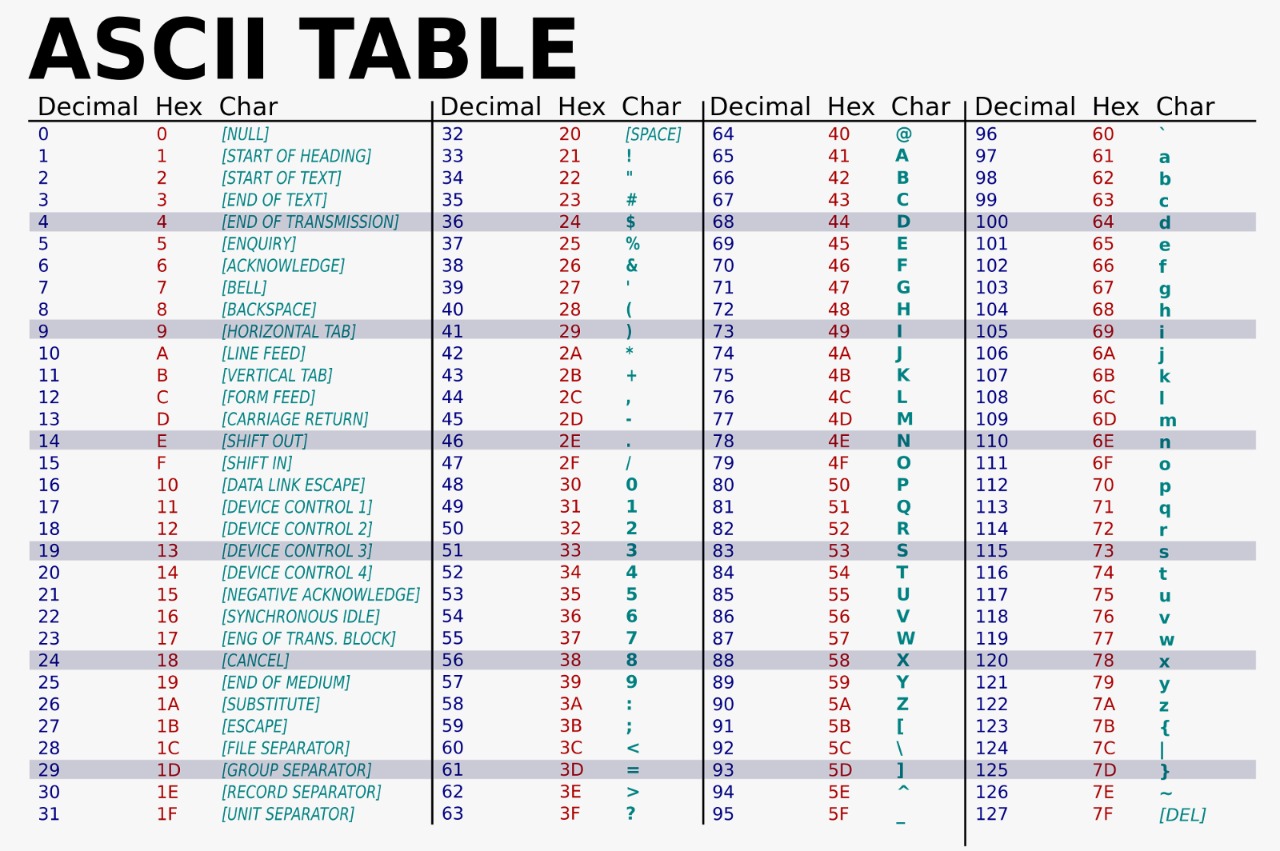 ASCII TABLE
Decimal Hex Char Decimal Hex Char Decimal Hex Char Decimal Hex Char
0 0 [NULL] 32 20 [SPACE] 64 40 @ 96 60 `
1 1 [START OF HEADING] 33 21 ! 65 41 A 97 61 a
2 2 [START OF TEXT] 34 22 " 66 42 B 98 62 b
3 3 [END OF TEXT] 35 23 # 67 43 C 99 63 c
4 4 [END OF TRANSMISSION] 36 24 $ 68 44 D 100 64 d
5 5 [ENQUIRY] 37 25 % 69 45 E 101 65 e
6 6 [ACKNOWLEDGE] 38 26 & 70 46 F 102 66 f
7 7 [BELL] 39 27 ' 71 47 G 103 67 g
8 8 [BACKSPACE] 40 28 ( 72 48 H 104 68 h
9 9 [HORIZONTAL TAB] 41 29 ) 73 49 I 105 69 i
10 A [LINE FEED] 42 2A * 74 4A J 106 6A j
11 B [VERTICAL TAB] 43 2B + 75 4B K 107 6B k
12 C [FORM FEED] 44 2C , 76 4C L 108 6C l
13 D [CARRIAGE RETURN] 45 2D - 77 4D M 109 6D m
14 E [SHIFT OUT] 46 2E . 78 4E N 110 6E n
15 F [SHIFT IN] 47 2F / 79 4F O 111 6F o
16 10 [DATA LINK ESCAPE] 48 30 0 80 50 P 112 70 p
17 11 [DEVICE CONTROL 1] 49 31 1 81 51 Q 113 71 q
18 12 [DEVICE CONTROL 2] 50 32 2 82 52 R 114 72 r
19 13 [DEVICE CONTROL 3] 51 33 3 83 53 S 115 73 s
20 14 [DEVICE CONTROL 4] 52 34 4 84 54 T 116 74 t
21 15 [NEGATIVE ACKNOWLEDGE] 53 35 5 85 55 U 117 75 u
22 16 [SYNCHRONOUS IDLE] 54 36 6 86 56 V 118 76 v
23 17 [ENG OF TRANS. BLOCK] 55 37 7 87 57 W 119 77 w
24 18 [CANCEL] 56 38 8 88 58 X 120 78 x
25 19 [END OF MEDIUM] 57 39 9 89 59 Y 121 79 y
26 1A [SUBSTITUTE] 58 3A : 90 5A Z 122 7A z
27 1B [ESCAPE] 59 3B ; 91 5B [ 123 7B {
28 1C [FILE SEPARATOR] 60 3C < 92 5C \ 124 7C |
29 1D [GROUP SEPARATOR] 61 3D = 93 5D ] 125 7D }
30 1E [RECORD SEPARATOR] 62 3E > 94 5E ^ 126 7E ~
31 1F [UNIT SEPARATOR] 63 3F ? 95 5F _ 127 7F [DEL]